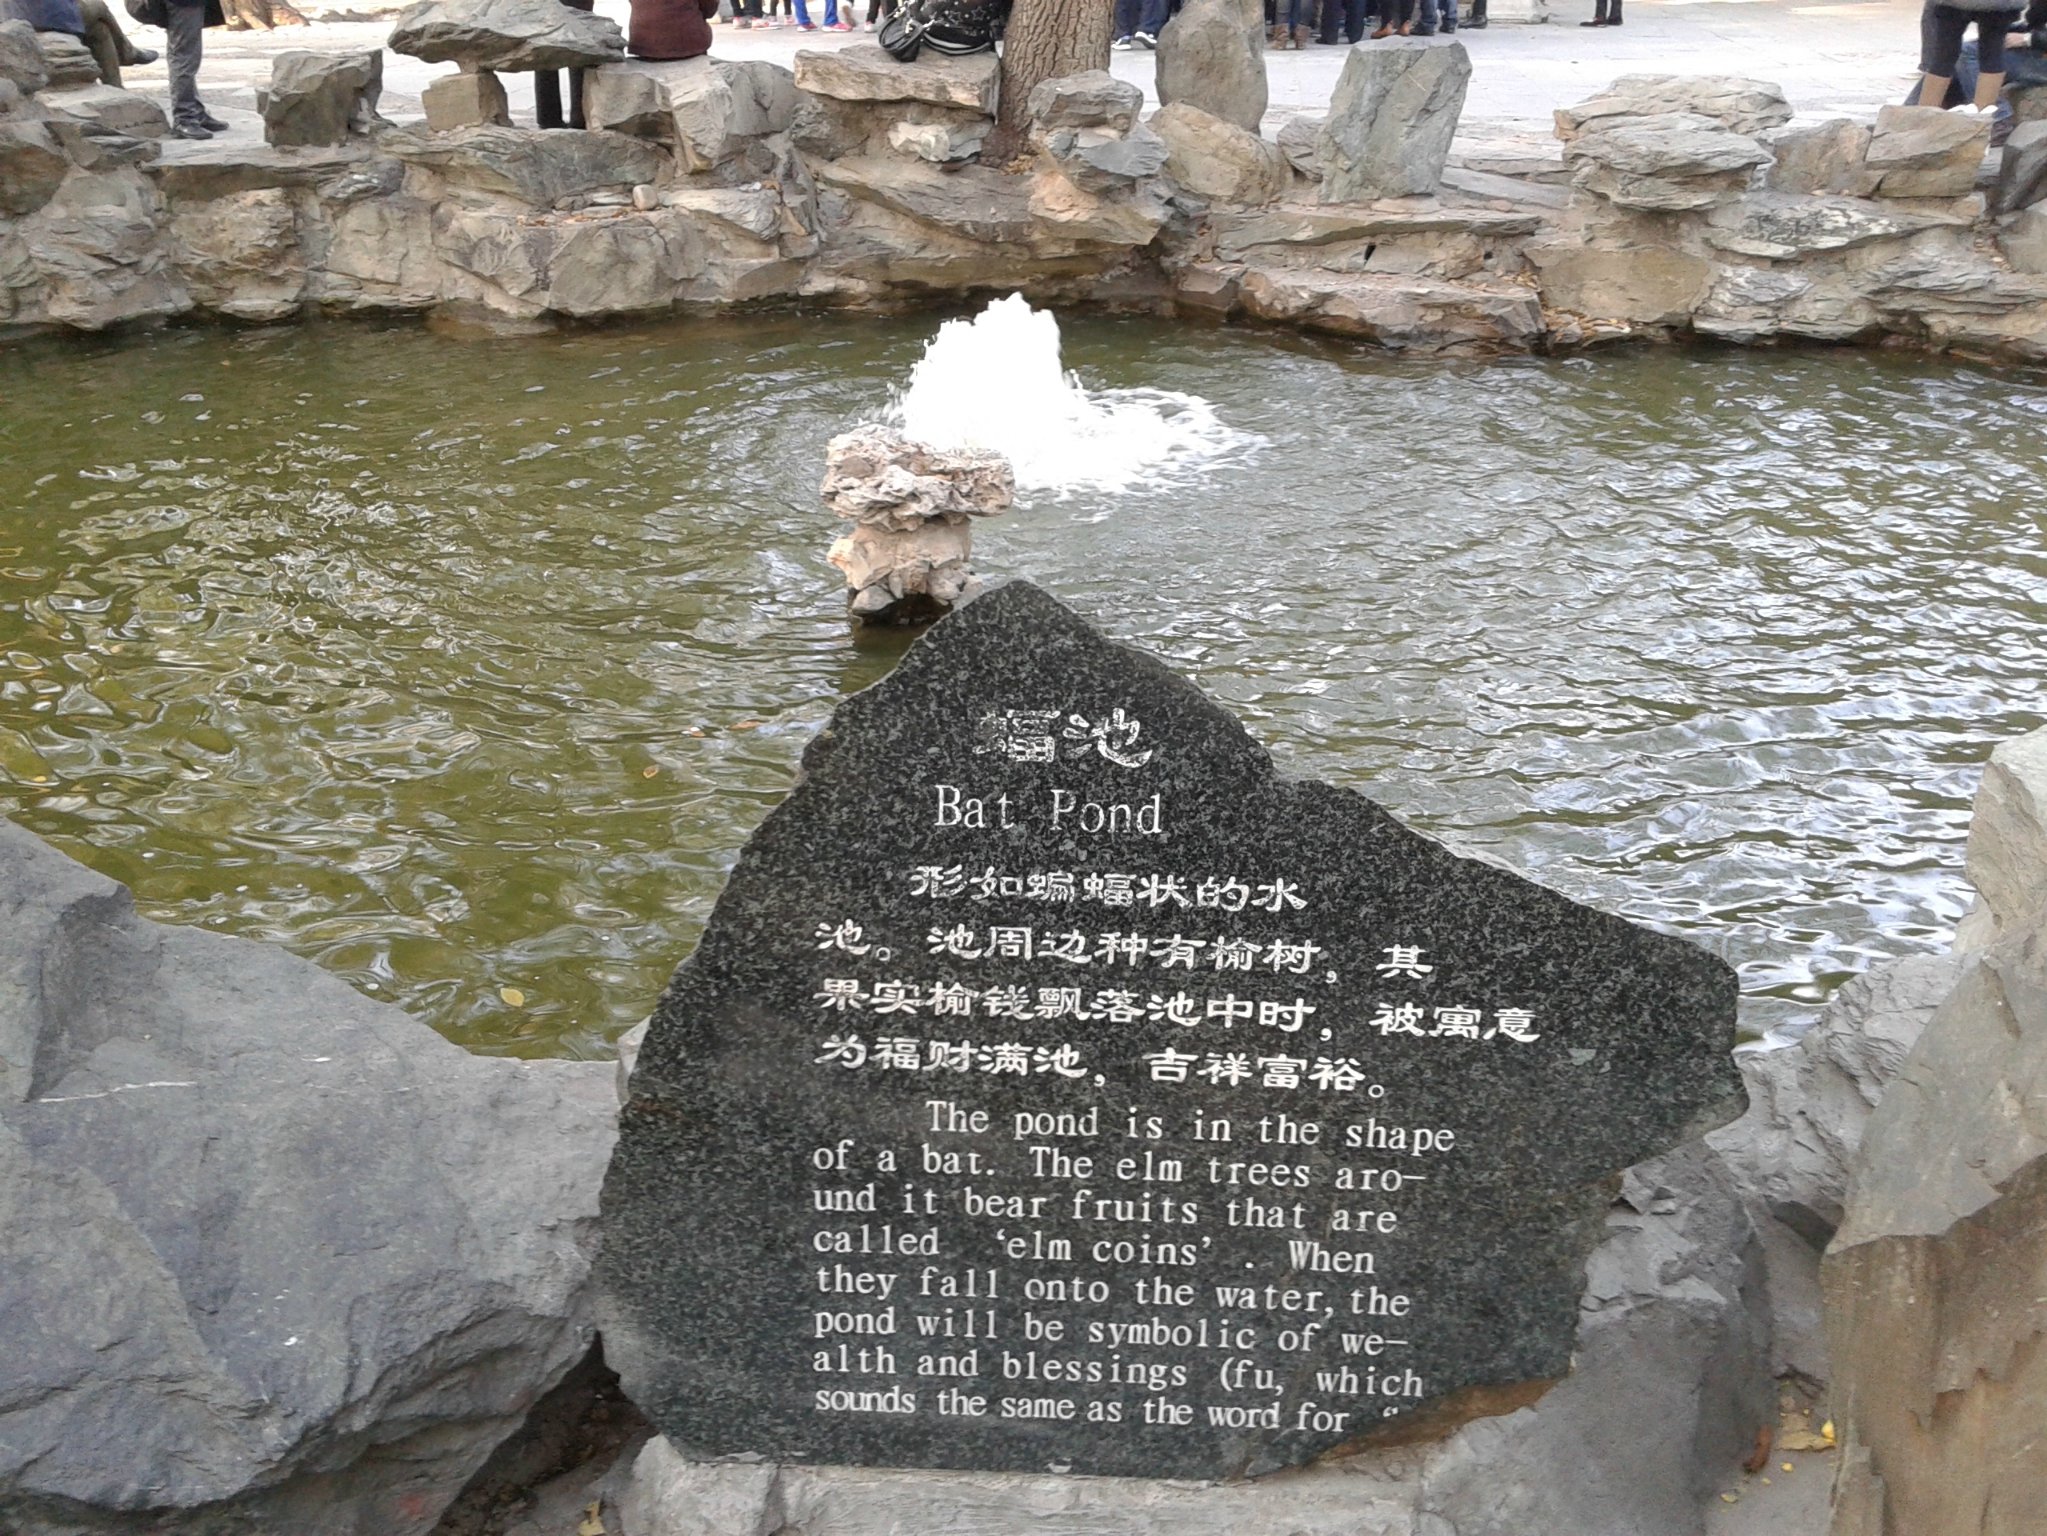 蝠池
Bat Pond
形如蝙蝠状的水
池。池周边种有榆树，其
果实榆钱飘落池中时，被寓意
为福财满池，吉祥富裕。
The pond is in the shape
of a bat. The elm trees aro-
und it bear fruits that are
called ‘elm coins’ . When
they fall onto the water, the
pond will be symbolic of we-
alth and blessings (fu, which
sounds the same as the word for “